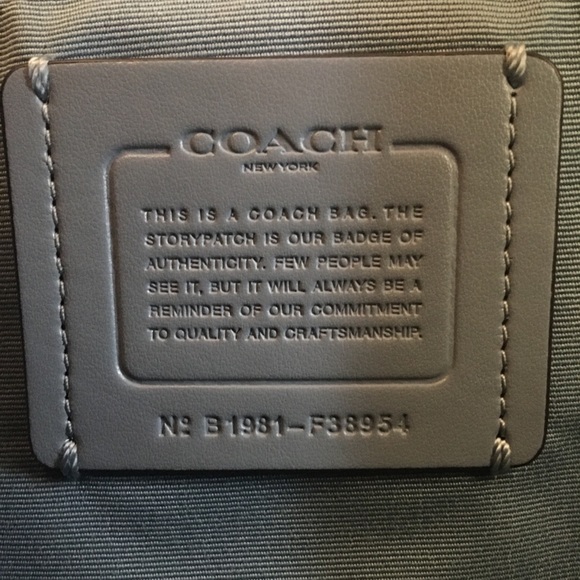 COACH
NEW YORK
THIS IS A COACH BAG. THE
STORYPATCH IS OUR BADGE OF
AUTHENTICITY. FEW PEOPLE MAY
SEE IT, BUT IT WILL ALWAYS BE A
REMINDER OF OUR COMMITMENT
TO QUALITY AND CRAFTSMANSHIP.
Nº B1981-F38954